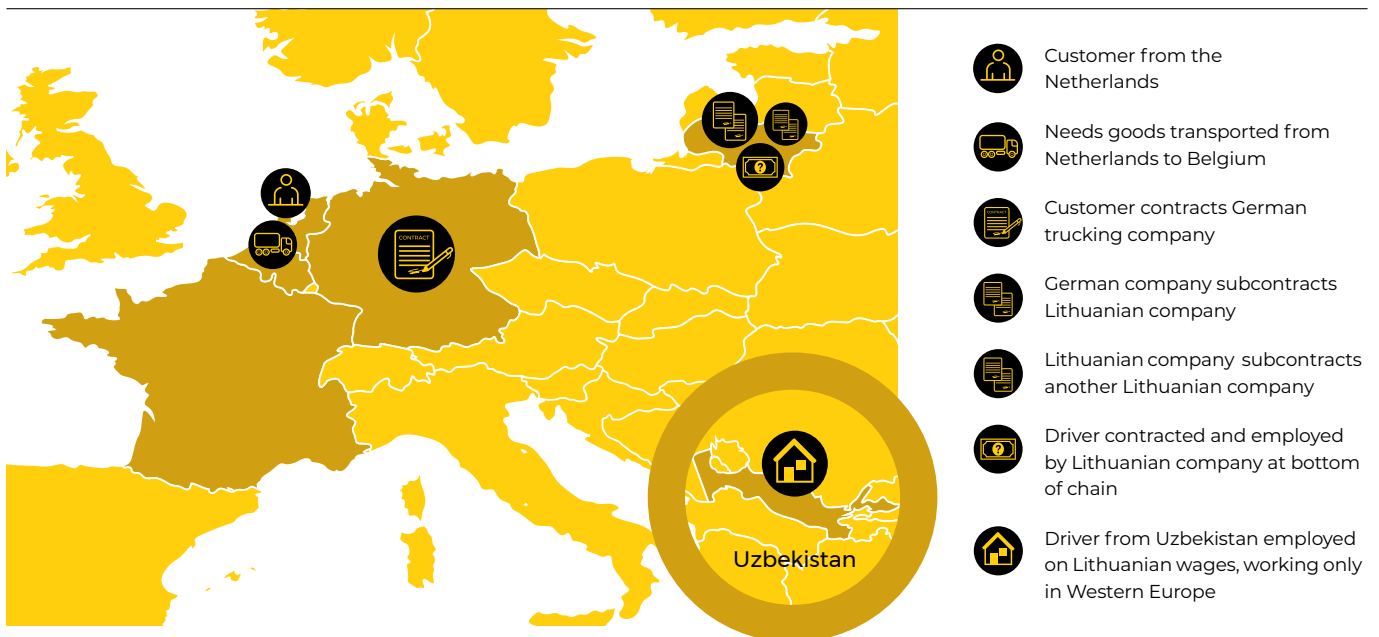 CONTRACT
Uzbekistan
Customer from the
Netherlands
Needs goods transported from
Netherlands to Belgium
CONTRACT
Customer contracts German
trucking company
German company subcontracts
Lithuanian company
Lithuanian company subcontracts
another Lithuanian company
Driver contracted and employed
by Lithuanian company at bottom
of chain
Driver from Uzbekistan employed
on Lithuanian wages, working only
in Western Europe